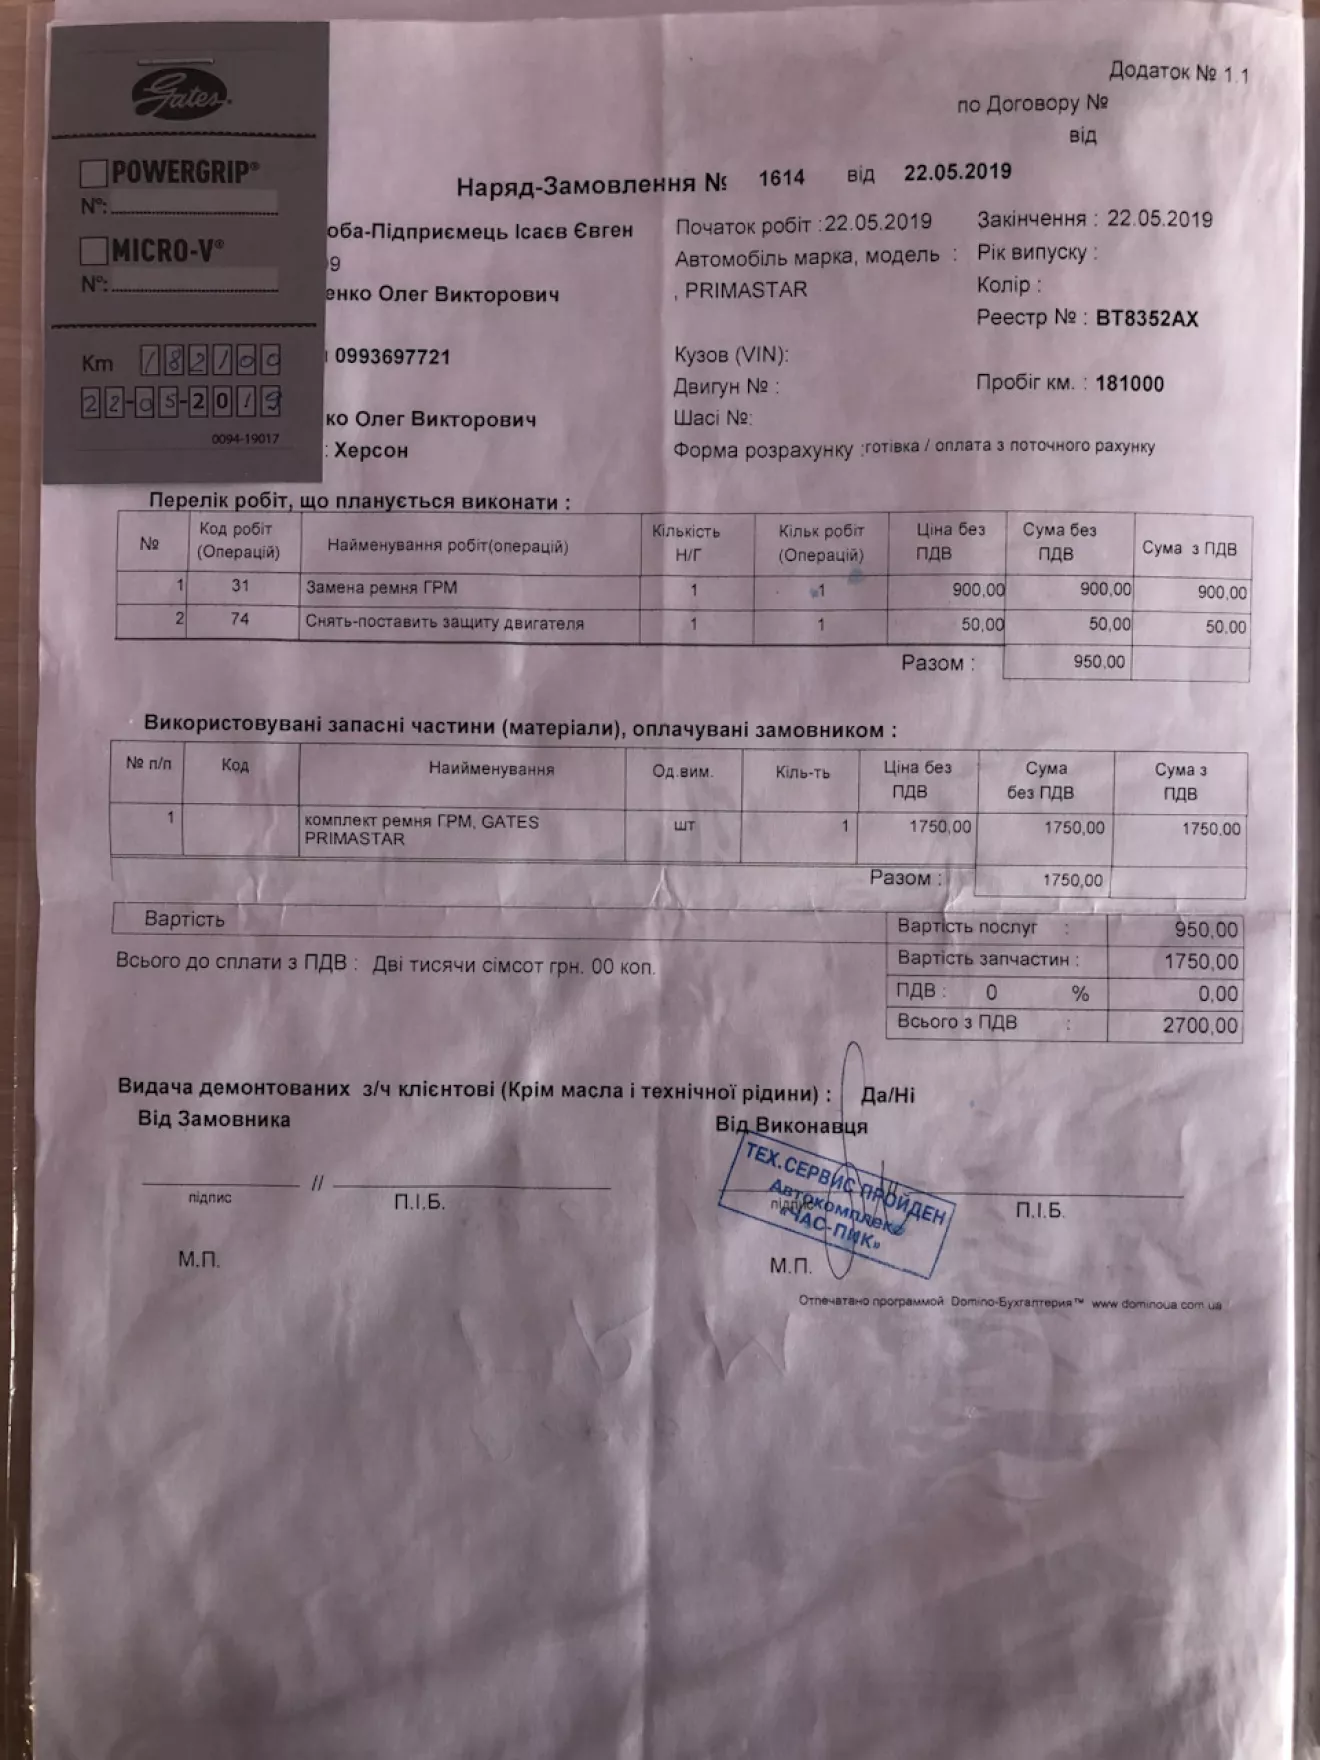 Gates
POWERGRIP®
Nº:
MICRO-V®
Nº:
Km 182100
22-05-2019
0094-19017
Додаток № 1.1
по Договору №
від
Наряд-Замовлення № 1614 від 22.05.2019
оба-Підприємець Ісаєв Євген
9
енко Олег Викторович
0993697721
ко Олег Викторович
: Херсон
Початок робіт :22.05.2019 Закінчення : 22.05.2019
Автомобіль марка, модель : Рік випуску :
, PRIMASTAR Колір :
Реестр № : ВТ8352АХ
Кузов (VIN):
Двигун № : Пробіг км. : 181000
Шасі №:
Форма розрахунку :готівка / оплата з поточного рахунку
Перелік робіт, що планується виконати :
№ Код робіт (Операцій) Найменування робіт(операцій) Кількість Н/Г Кільк робіт (Операцій) Ціна без ПДВ Сума без ПДВ Сума з ПДВ
1 31 Замена ремня ГРМ 1 1 900,00 900,00 900,00
2 74 Снять-поставить защиту двигателя 1 1 50,00 50,00 50.00
Разом : 950.00
Використовувані запасні частини (матеріали), оплачувані замовником :
№ п/п Код Наийменування Од.вим. Кіль-ть Ціна без ПДВ Сума без ПДВ Сума з ПДВ
1 комплект ремня ГРМ, GATES шт 1 1750,00 1750,00 1750,00
PRIMASTAR
Разом : 1750,00
Вартість
Вартість послуг : 950,00
Всього до сплати з ПДВ : Дві тисячи сімсот грн. 00 коп.
Вартість запчастин : 1750,00
ПДВ : 0 % 0,00
Всього з ПДВ : 2700,00
Видача демонтованих з/ч клієнтові (Крім масла і технічної рідини) : Да/Ні
Від Замовника Від Виконавця
//
підпис П.І.Б. підпис П.І.Б.
ТЕХ.СЕРВИС ПРОЙДЕН
Автокомплекс
«ЧАС-ПИК»
М.П. М.П.
Отпечатано программой Domino-Бухгалтерия™ www.dominoua.com.ua